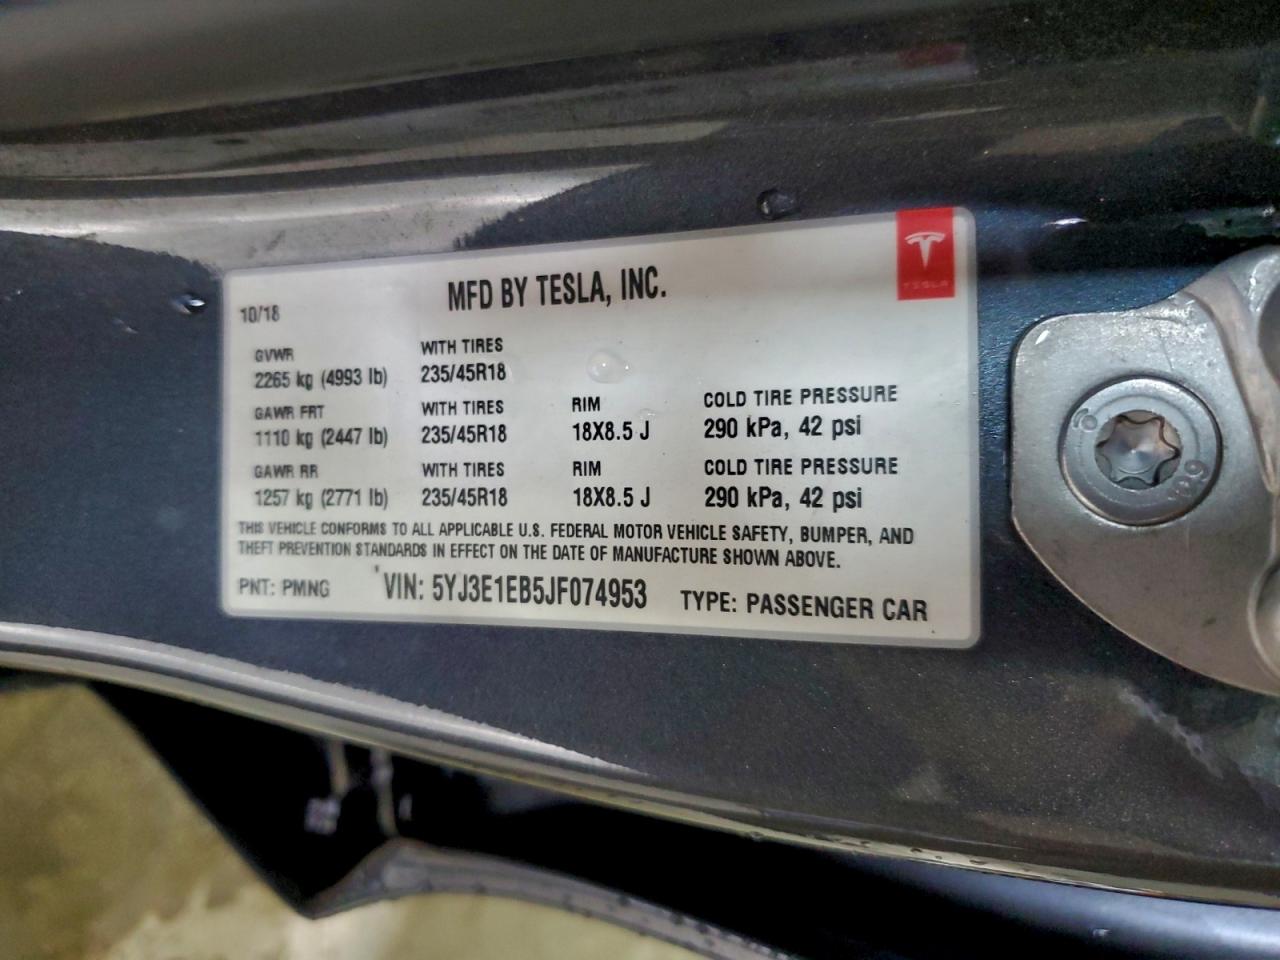 TESLA
MFD BY TESLA, INC.
10/18
GVWR
2265 kg (4993 lb)
WITH TIRES
235/45R18
GAWR FRT
1110 kg (2447 lb)
WITH TIRES
235/45R18
RIM
18X8.5 J
COLD TIRE PRESSURE
290 kPa, 42 psi
GAWR RR
1257 kg (2771 lb)
WITH TIRES
235/45R18
RIM
18X8.5 J
COLD TIRE PRESSURE
290 kPa, 42 psi
THIS VEHICLE CONFORMS TO ALL APPLICABLE U.S. FEDERAL MOTOR VEHICLE SAFETY, BUMPER, AND
THEFT PREVENTION STANDARDS IN EFFECT ON THE DATE OF MANUFACTURE SHOWN ABOVE.
PNT: PMNG
VIN: 5YJ3E1EB5JF074953
TYPE: PASSENGER CAR